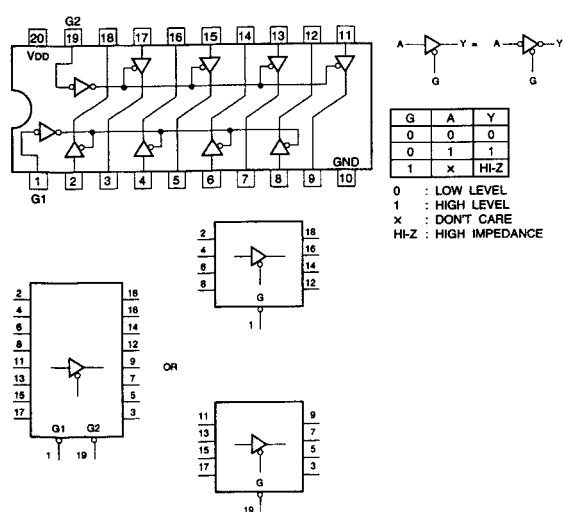 G2
20 19 18 17 16 15 14 13 12 11
VDD
GND
1 2 3 4 5 6 7 8 9 10
G1
A Y = A Y
G G
G A Y
0 0 0
0 1 1
1 × HI-Z
0 : LOW LEVEL
1 : HIGH LEVEL
× : DON'T CARE
HI-Z : HIGH IMPEDANCE
2 18
4 16
6 14
8 12
G
1
2 18
4 16
6 14
8 12
11 9
13 7
15 5
17 3
G1 G2
1 19
OR
11 9
13 7
15 5
17 3
G
19